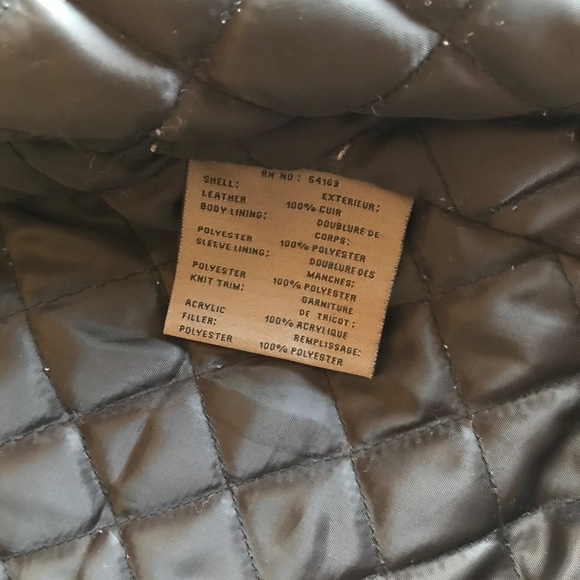 RN NO: 54163
SHELL: EXTERIEUR:
LEATHER 100% CUIR
BODY LINING: DOUBLURE DE CORPS:
POLYESTER 100% POLYESTER
SLEEVE LINING: DOUBLURE DES MANCHES:
POLYESTER 100% POLYESTER
KNIT TRIM: GARNITURE DE TRICOT:
ACRYLIC 100% ACRYLIQUE
FILLER: REMPLISSAGE:
POLYESTER 100% POLYESTER